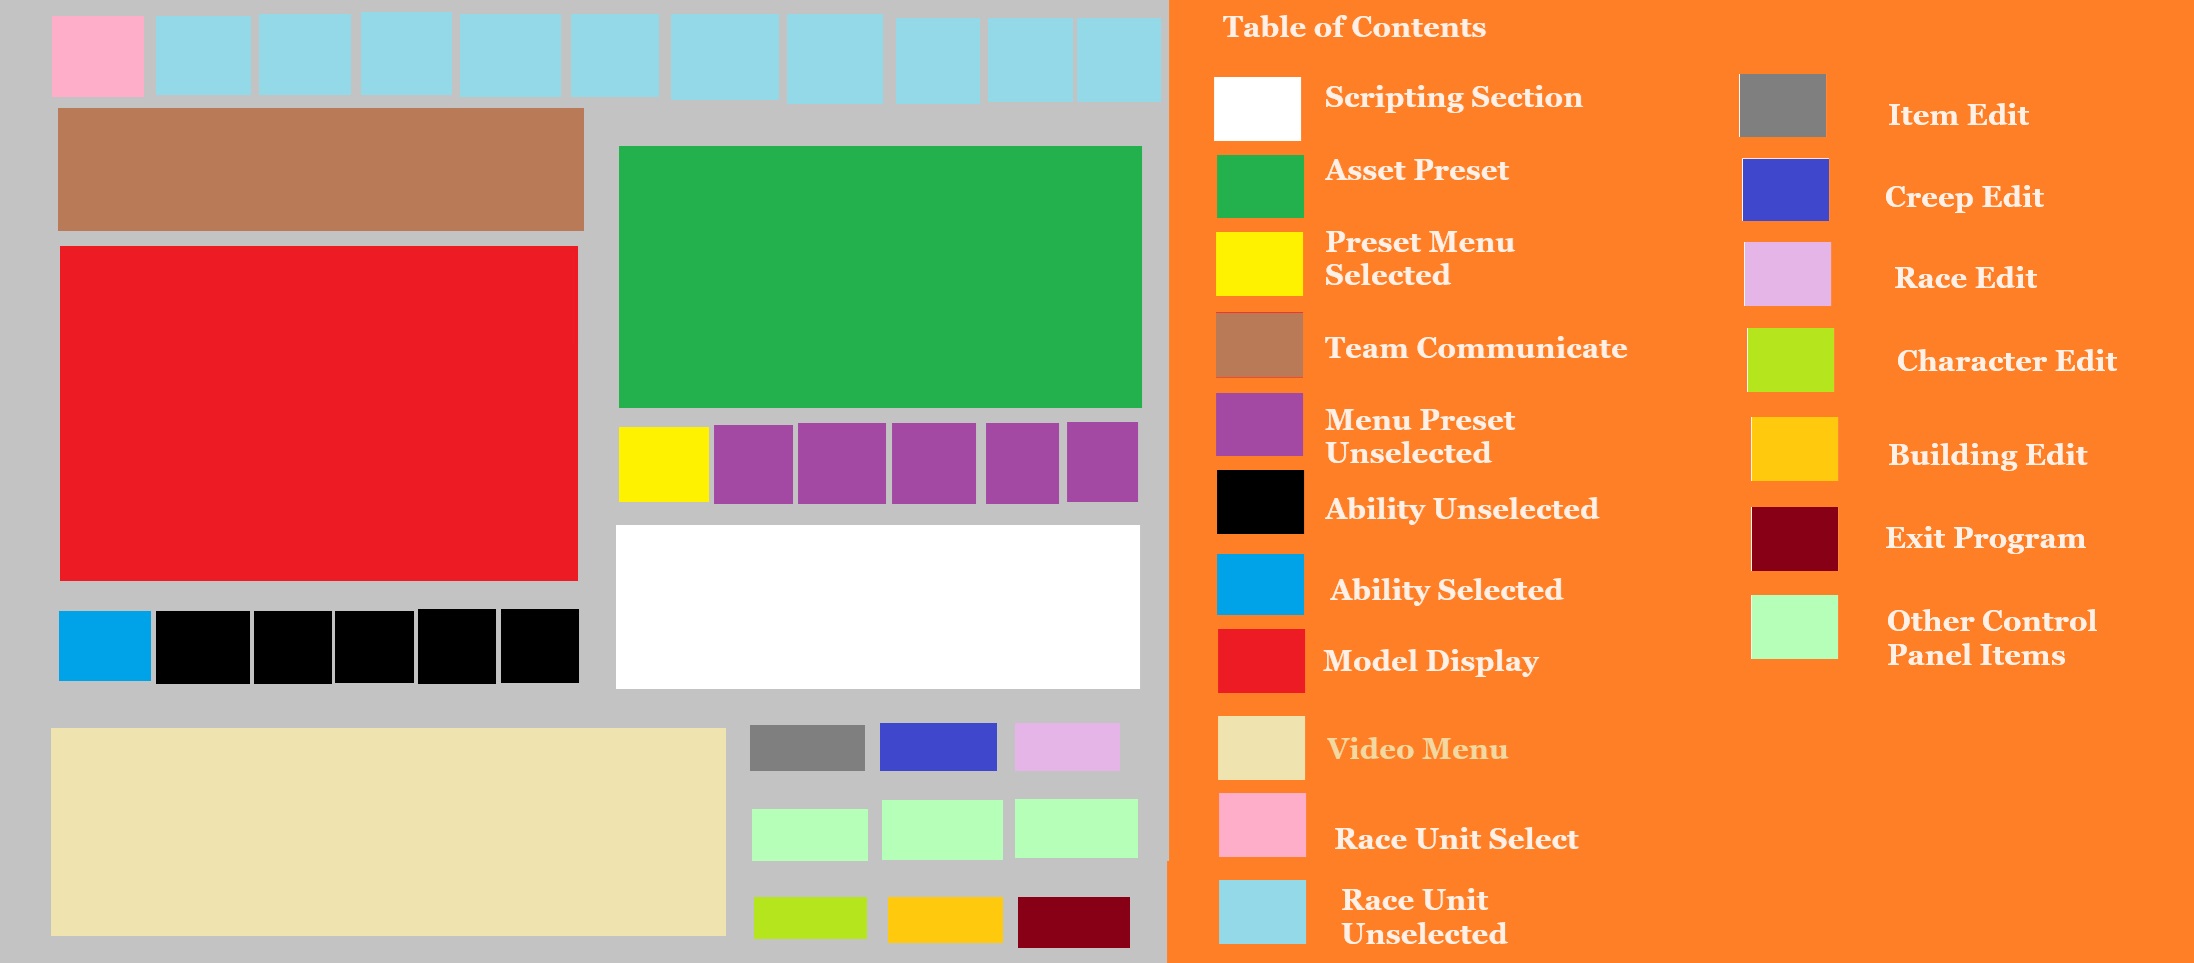 Table of Contents
Scripting Section
Asset Preset
Preset Menu
Selected
Team Communicate
Menu Preset
Unselected
Ability Unselected
Ability Selected
Model Display
Video Menu
Race Unit Select
Race Unit
Unselected
Item Edit
Creep Edit
Race Edit
Character Edit
Building Edit
Exit Program
Other Control
Panel Items